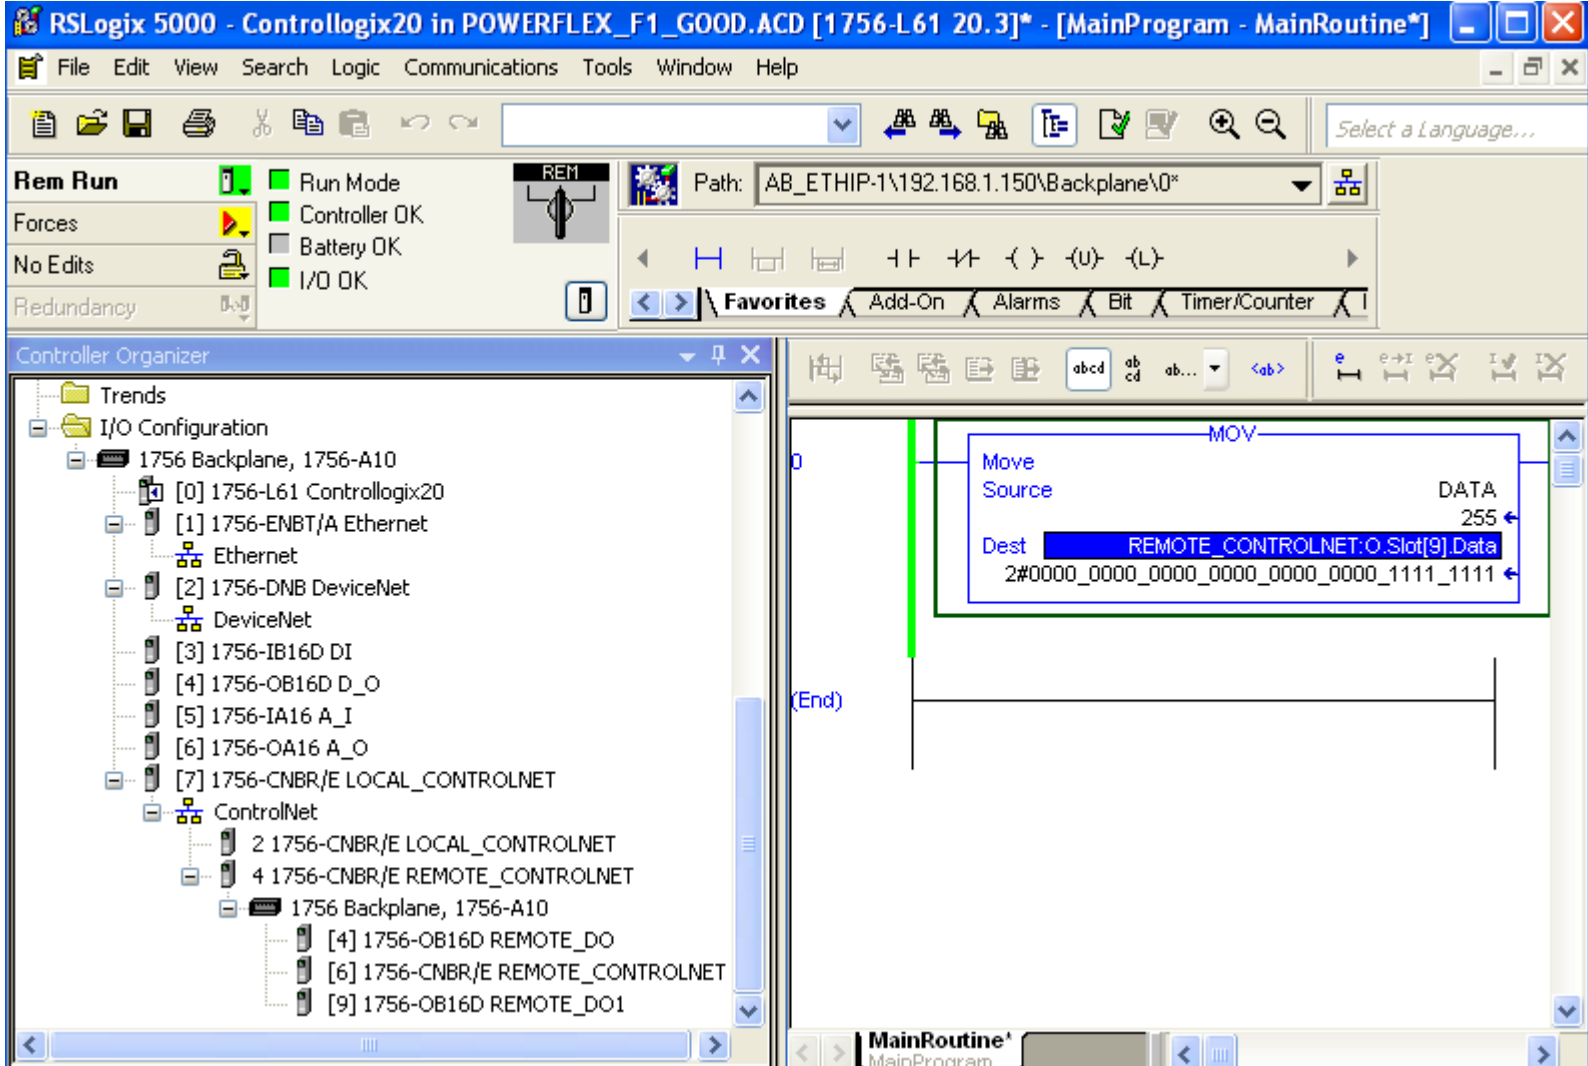 RSLogix 5000 - Controllogix20 in POWERFLEX_F1_GOOD.ACD [1756-L61 20.3]* - [MainProgram - MainRoutine*]
File Edit View Search Logic Communications Tools Window Help
Select a Language...
Rem Run
Forces
No Edits
Redundancy
Run Mode
Controller OK
Battery OK
I/O OK
REM
Path: AB_ETHIP-1\192.168.1.150\Backplane\0*
Favorites Add-On Alarms Bit Timer/Counter
Controller Organizer
Trends
I/O Configuration
1756 Backplane, 1756-A10
[0] 1756-L61 Controllogix20
[1] 1756-ENBT/A Ethernet
Ethernet
[2] 1756-DNB DeviceNet
DeviceNet
[3] 1756-IB16D DI
[4] 1756-OB16D D_O
[5] 1756-IA16 A_I
[6] 1756-OA16 A_O
[7] 1756-CNBR/E LOCAL_CONTROLNET
ControlNet
2 1756-CNBR/E LOCAL_CONTROLNET
4 1756-CNBR/E REMOTE_CONTROLNET
1756 Backplane, 1756-A10
[4] 1756-OB16D REMOTE_DO
[6] 1756-CNBR/E REMOTE_CONTROLNET
[9] 1756-OB16D REMOTE_DO1
abcd ab cd ab... <ab>
0
MOV
Move
Source DATA
255
Dest REMOTE_CONTROLNET:O.Slot[9].Data
2#0000_0000_0000_0000_0000_0000_1111_1111
(End)
MainRoutine*
MainProgram